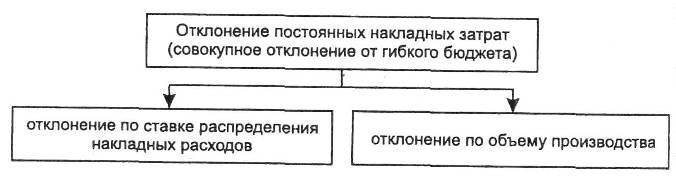 Отклонение постоянных накладных затрат
(совокупное отклонение от гибкого бюджета)
отклонение по ставке распределения
накладных расходов
отклонение по объему производства